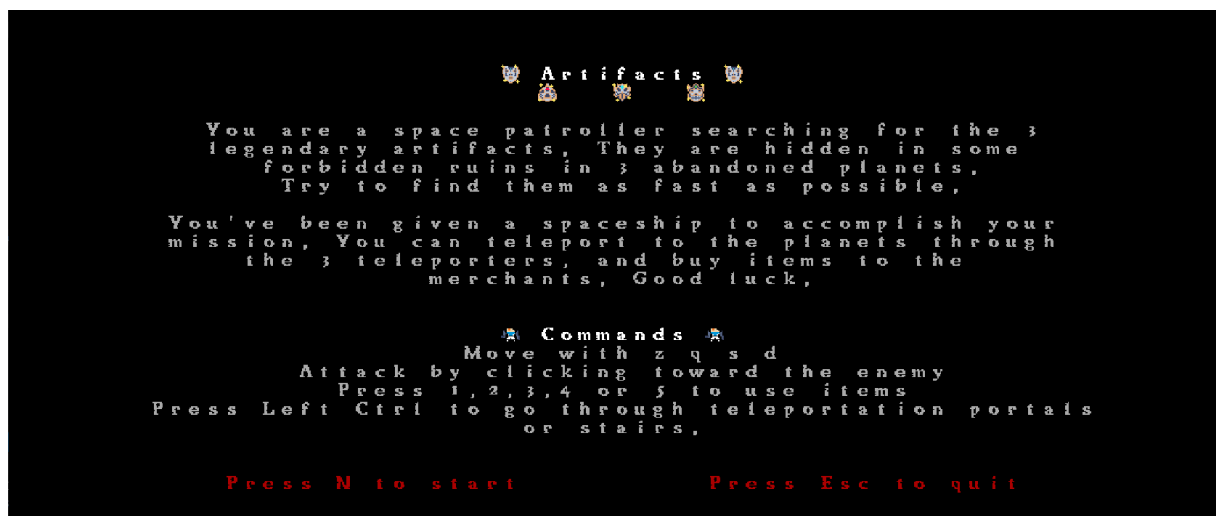 Artifacts
You are a space patroller searching for the 3
legendary artifacts, They are hidden in some
forbidden ruins in 3 abandoned planets,
Try to find them as fast as possible,
You've been given a spaceship to accomplish your
mission, You can teleport to the planets through
the 3 teleporters, and buy items to the
merchants, Good luck,
Commands
Move with z q s d
Attack by clicking toward the enemy
Press 1,2,3,4 or 5 to use items
Press Left Ctrl to go through teleportation portals
or stairs,
Press N to start Press Esc to quit